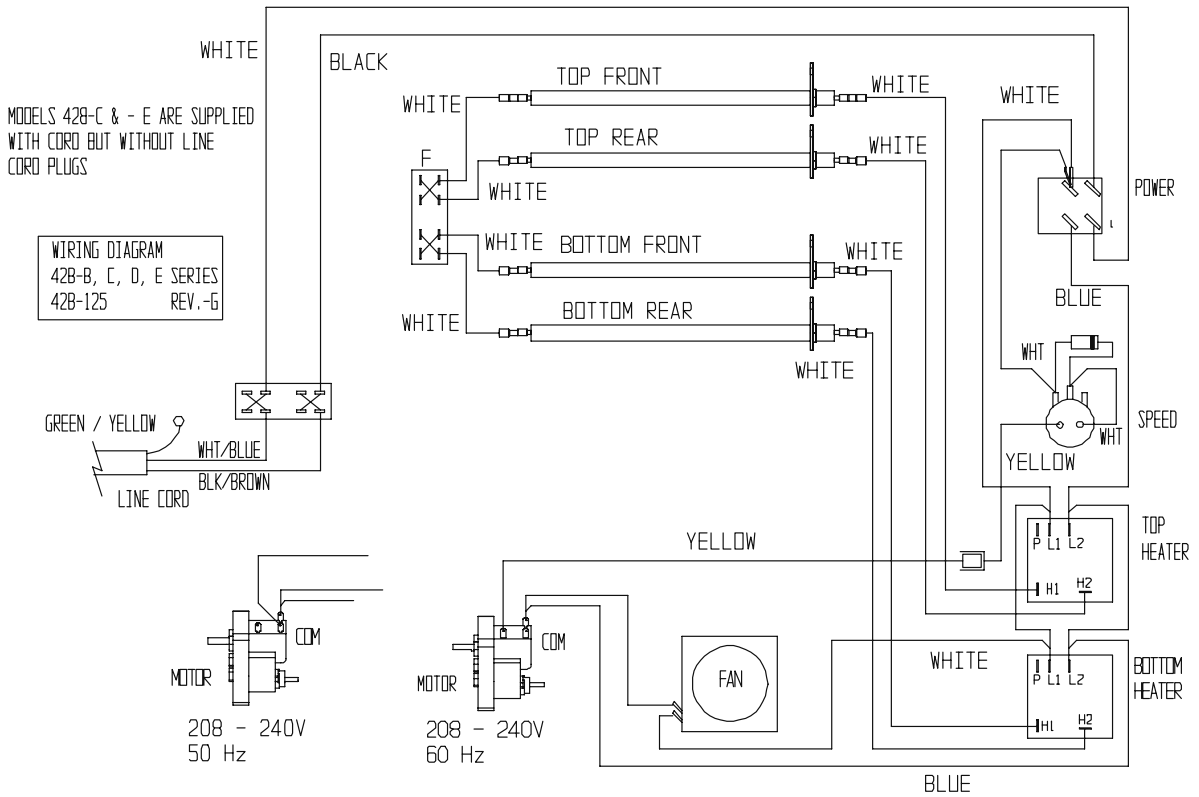 WHITE
BLACK
MODELS 428-C & - E ARE SUPPLIED
WITH CORD BUT WITHOUT LINE
CORD PLUGS
WIRING DIAGRAM
42B-B, C, D, E SERIES
42B-125 REV.-G
GREEN / YELLOW
WHT/BLUE
BLK/BROWN
LINE CORD
F
WHITE
TOP FRONT
WHITE
WHITE
TOP REAR
WHITE
WHITE
BOTTOM FRONT
WHITE
WHITE
BOTTOM REAR
WHITE
WHITE
POWER
BLUE
WHT
SPEED
WHT
YELLOW
YELLOW
TOP
HEATER
P L1 L2
H1
H2
BOTTOM
HEATER
P L1 L2
H1
H2
WHITE
COM
MOTOR
208 - 240V
50 Hz
COM
MOTOR
208 - 240V
60 Hz
FAN
BLUE